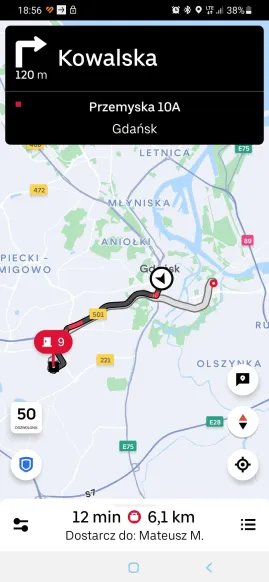 18:56
38%
Kowalska
120 m
Przemyska 10A
Gdańsk
E75
LETNICA
472
MŁYNISKA
89
ANIOŁKI
PIECKI -
MIGOWO
Gdańsk
501
9
221
OLSZYNKA
50
DOZWOLONA
E28
E75
S7
12 min 6,1 km
Dostarcz do: Mateusz M.